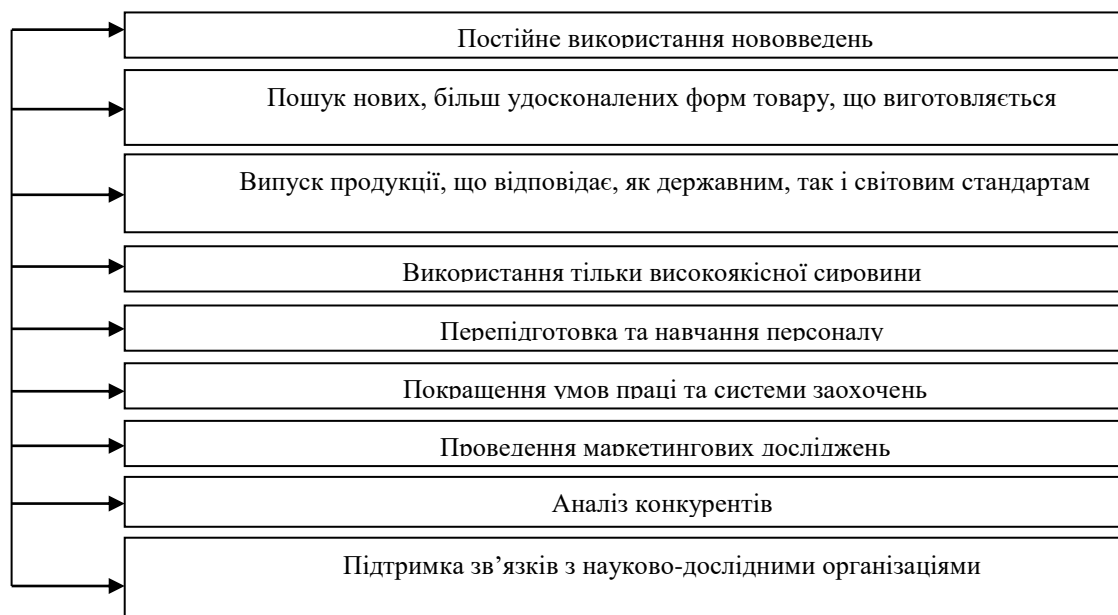 Постійне використання нововведень
Пошук нових, більш удосконалених форм товару, що виготовляється
Випуск продукції, що відповідає, як державним, так і світовим стандартам
Використання тільки високоякісної сировини
Перепідготовка та навчання персоналу
Покращення умов праці та системи заохочень
Проведення маркетингових досліджень
Аналіз конкурентів
Підтримка зв’язків з науково-дослідними організаціями